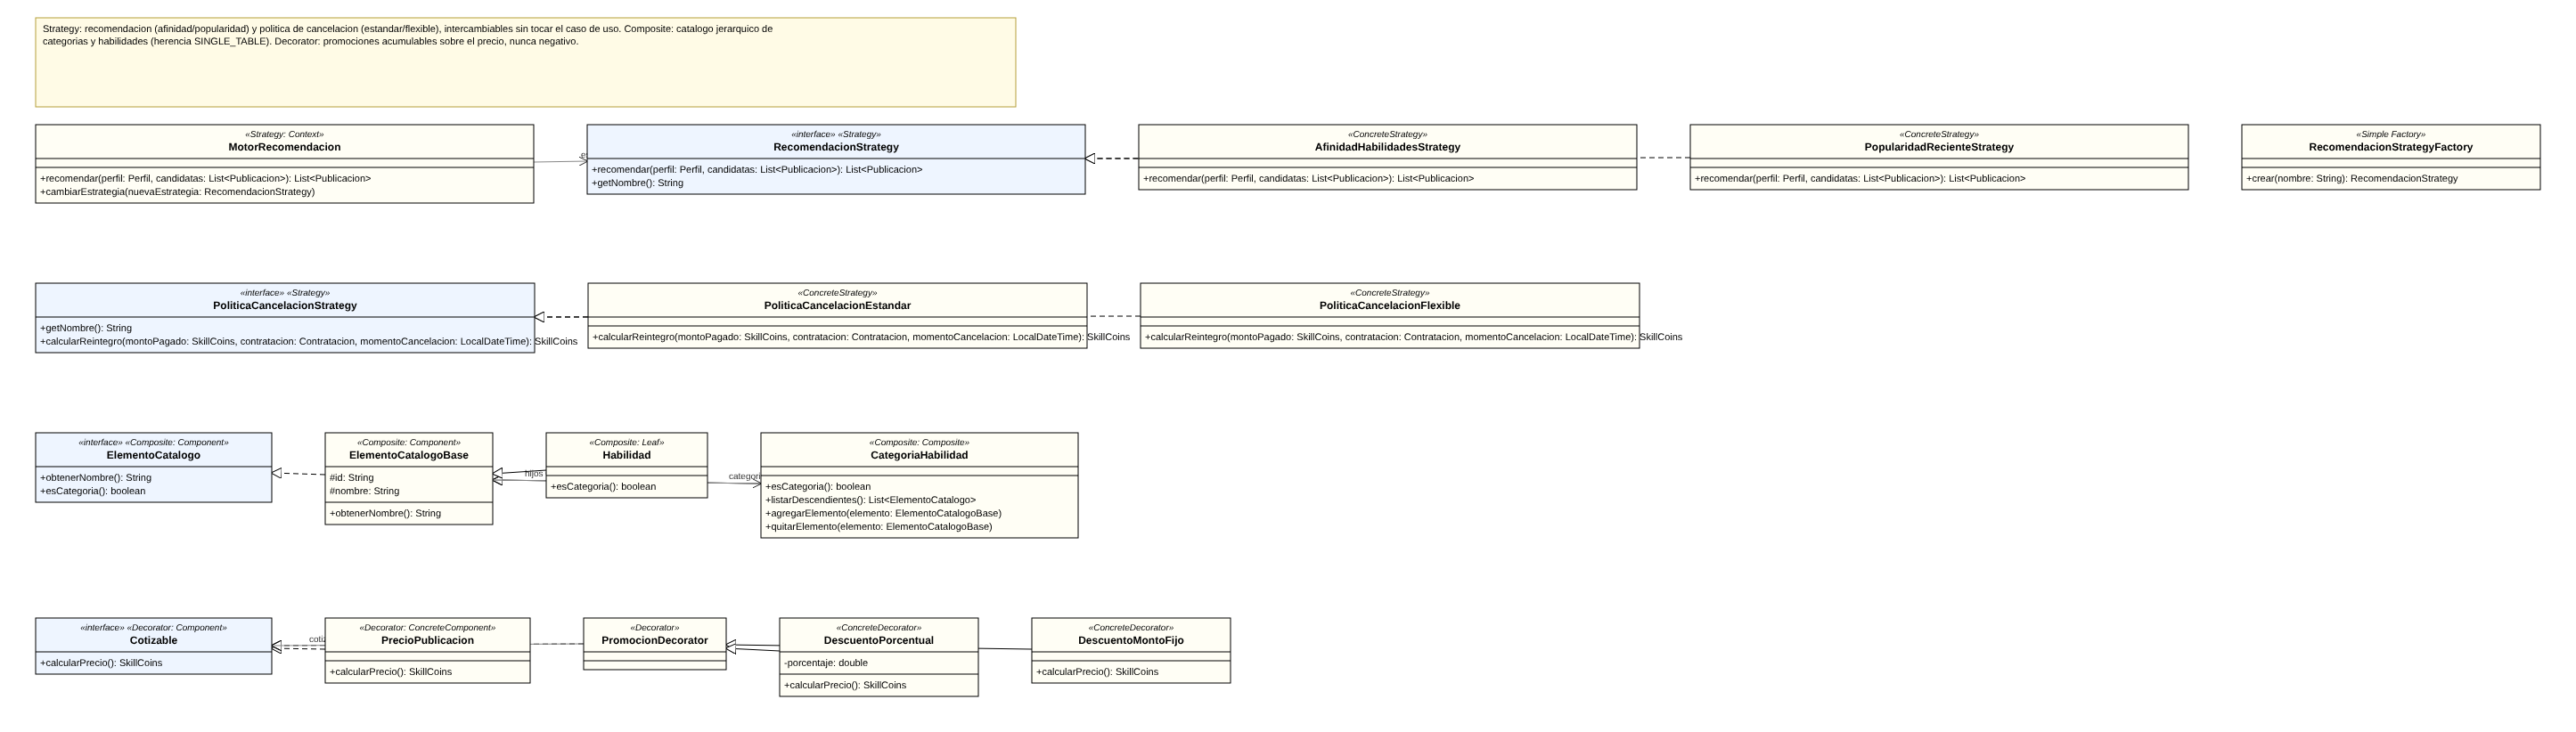 Strategy: recomendacion (afinidad/popularidad) y politica de cancelacion (estandar/flexible), intercambiables sin tocar el caso de uso. Composite: catalogo jerarquico de
categorias y habilidades (herencia SINGLE_TABLE). Decorator: promociones acumulables sobre el precio, nunca negativo.
«Strategy: Context»
MotorRecomendacion
+recomendar(perfil: Perfil, candidatas: List<Publicacion>): List<Publicacion>
+cambiarEstrategia(nuevaEstrategia: RecomendacionStrategy)
«interface» «Strategy»
RecomendacionStrategy
+recomendar(perfil: Perfil, candidatas: List<Publicacion>): List<Publicacion>
+getNombre(): String
«ConcreteStrategy»
AfinidadHabilidadesStrategy
+recomendar(perfil: Perfil, candidatas: List<Publicacion>): List<Publicacion>
«ConcreteStrategy»
PopularidadRecienteStrategy
+recomendar(perfil: Perfil, candidatas: List<Publicacion>): List<Publicacion>
«Simple Factory»
RecomendacionStrategyFactory
+crear(nombre: String): RecomendacionStrategy
«interface» «Strategy»
PoliticaCancelacionStrategy
+getNombre(): String
+calcularReintegro(montoPagado: SkillCoins, contratacion: Contratacion, momentoCancelacion: LocalDateTime): SkillCoins
«ConcreteStrategy»
PoliticaCancelacionEstandar
+calcularReintegro(montoPagado: SkillCoins, contratacion: Contratacion, momentoCancelacion: LocalDateTime): SkillCoins
«ConcreteStrategy»
PoliticaCancelacionFlexible
+calcularReintegro(montoPagado: SkillCoins, contratacion: Contratacion, momentoCancelacion: LocalDateTime): SkillCoins
«interface» «Composite: Component»
ElementoCatalogo
+obtenerNombre(): String
+esCategoria(): boolean
«Composite: Component»
ElementoCatalogoBase
#id: String
#nombre: String
+obtenerNombre(): String
hijos
«Composite: Leaf»
Habilidad
+esCategoria(): boolean
categori
«Composite: Composite»
CategoriaHabilidad
+esCategoria(): boolean
+listarDescendientes(): List<ElementoCatalogo>
+agregarElemento(elemento: ElementoCatalogoBase)
+quitarElemento(elemento: ElementoCatalogoBase)
«interface» «Decorator: Component»
Cotizable
+calcularPrecio(): SkillCoins
«Decorator: ConcreteComponent»
PrecioPublicacion
+calcularPrecio(): SkillCoins
«Decorator»
PromocionDecorator
«ConcreteDecorator»
DescuentoPorcentual
-porcentaje: double
+calcularPrecio(): SkillCoins
«ConcreteDecorator»
DescuentoMontoFijo
+calcularPrecio(): SkillCoins